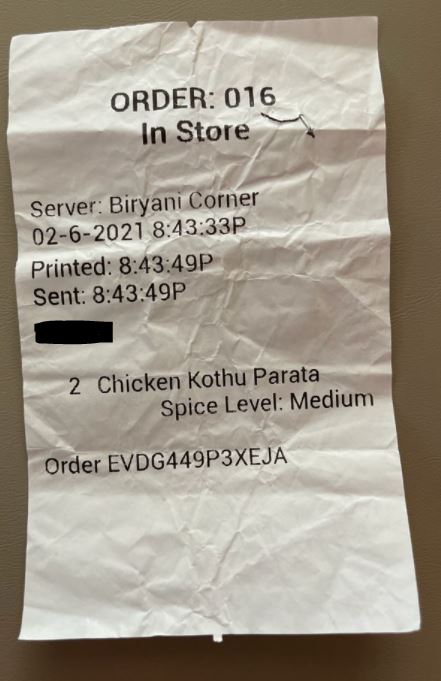 ORDER: 016
In Store
Server: Biryani Corner
02-6-2021 8:43:33P
Printed: 8:43:49P
Sent: 8:43:49P
2 Chicken Kothu Parata
Spice Level: Medium
Order EVDG449P3XEJA